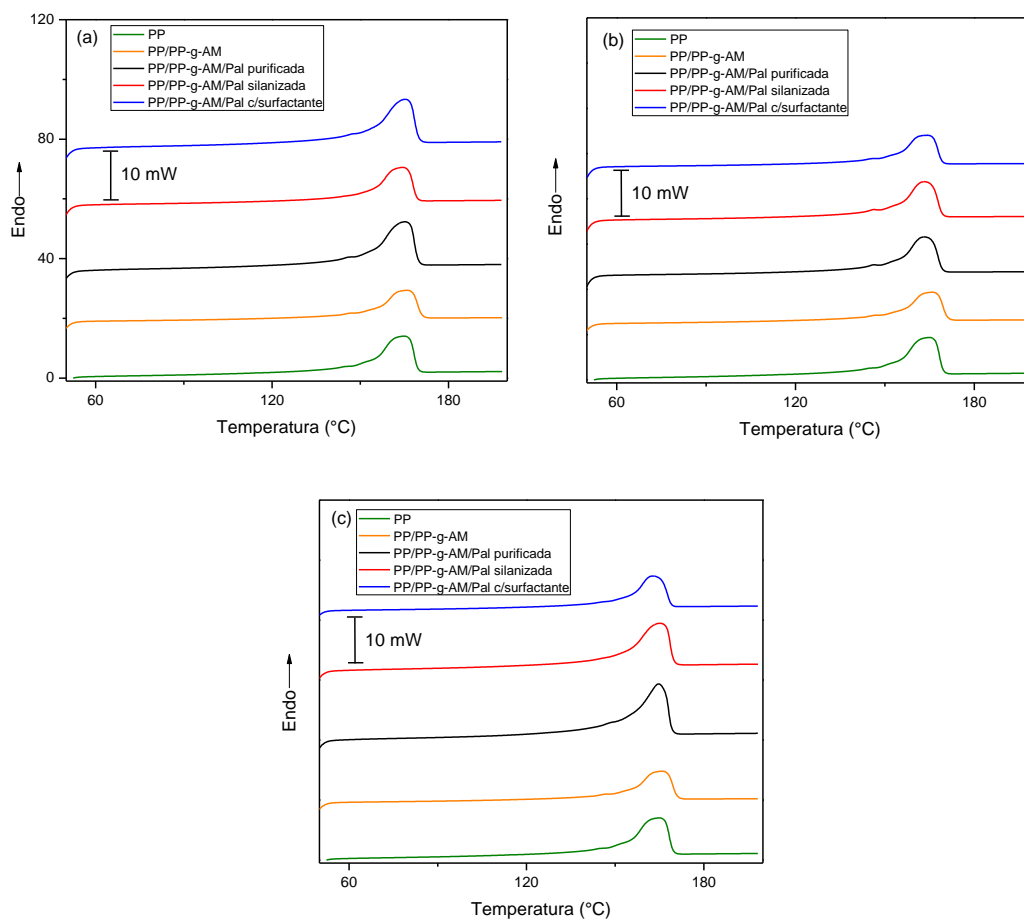 (a)
PP
PP/PP-g-AM
PP/PP-g-AM/Pal purificada
PP/PP-g-AM/Pal silanizada
PP/PP-g-AM/Pal c/surfactante
10 mW
Endo
120
80
40
0
60
120
180
Temperatura (°C)
(b)
PP
PP/PP-g-AM
PP/PP-g-AM/Pal purificada
PP/PP-g-AM/Pal silanizada
PP/PP-g-AM/Pal c/surfactante
10 mW
Endo
60
120
180
Temperatura (°C)
(c)
PP
PP/PP-g-AM
PP/PP-g-AM/Pal purificada
PP/PP-g-AM/Pal silanizada
PP/PP-g-AM/Pal c/surfactante
10 mW
Endo
60
120
180
Temperatura (°C)